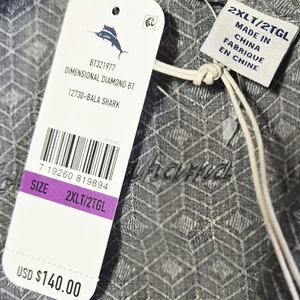 BT321977
DIMENSIONAL DIAMOND BT
12730-BALA SHARK
7 19260 819894
SIZE 2XLT/2TGL
USD $140.00
2XLT/2TGL
MADE IN
CHINA
FABRIQUE
EN CHINE